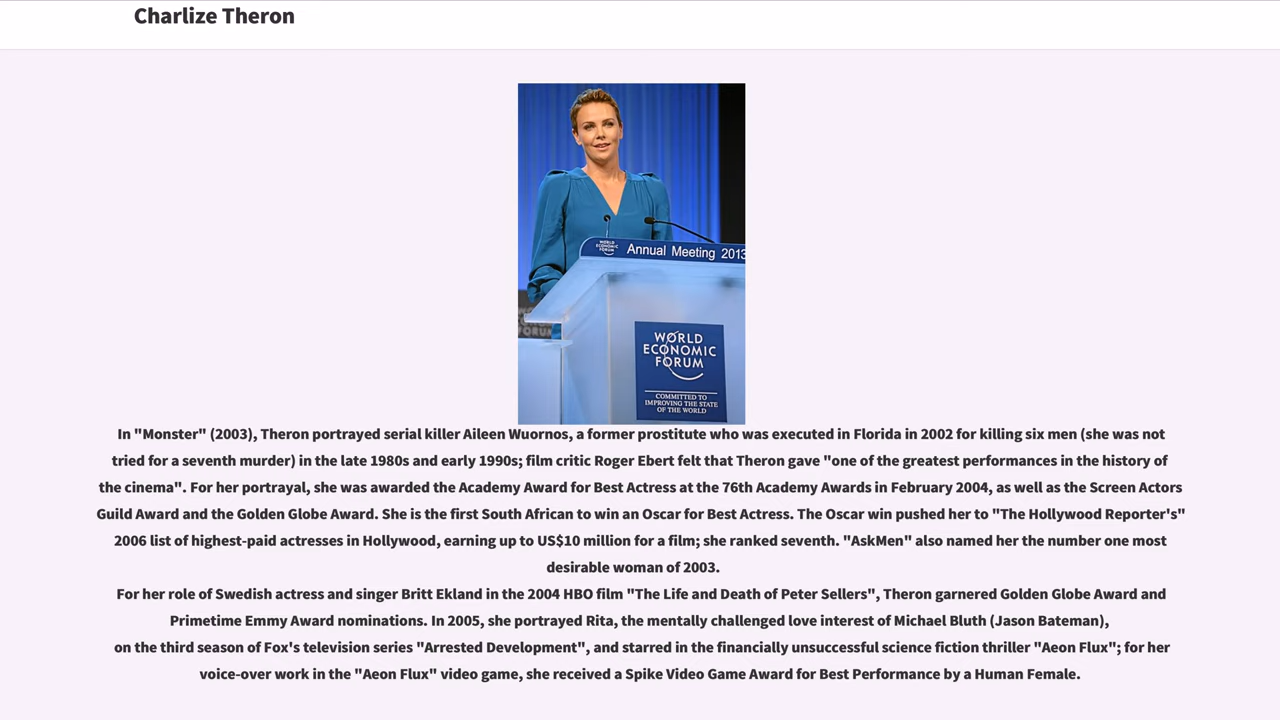 Charlize Theron
WORLD
ECONOMIC
FORUM
Annual Meeting 2013
WORLD
ECONOMIC
FORUM
COMMITTED TO
IMPROVING THE STATE
OF THE WORLD
In "Monster" (2003), Theron portrayed serial killer Aileen Wuornos, a former prostitute who was executed in Florida in 2002 for killing six men (she was not
tried for a seventh murder) in the late 1980s and early 1990s; film critic Roger Ebert felt that Theron gave "one of the greatest performances in the history of
the cinema". For her portrayal, she was awarded the Academy Award for Best Actress at the 76th Academy Awards in February 2004, as well as the Screen Actors
Guild Award and the Golden Globe Award. She is the first South African to win an Oscar for Best Actress. The Oscar win pushed her to "The Hollywood Reporter's"
2006 list of highest-paid actresses in Hollywood, earning up to US$10 million for a film; she ranked seventh. "AskMen" also named her the number one most
desirable woman of 2003.
For her role of Swedish actress and singer Britt Ekland in the 2004 HBO film "The Life and Death of Peter Sellers", Theron garnered Golden Globe Award and
Primetime Emmy Award nominations. In 2005, she portrayed Rita, the mentally challenged love interest of Michael Bluth (Jason Bateman),
on the third season of Fox's television series "Arrested Development", and starred in the financially unsuccessful science fiction thriller "Aeon Flux"; for her
voice-over work in the "Aeon Flux" video game, she received a Spike Video Game Award for Best Performance by a Human Female.